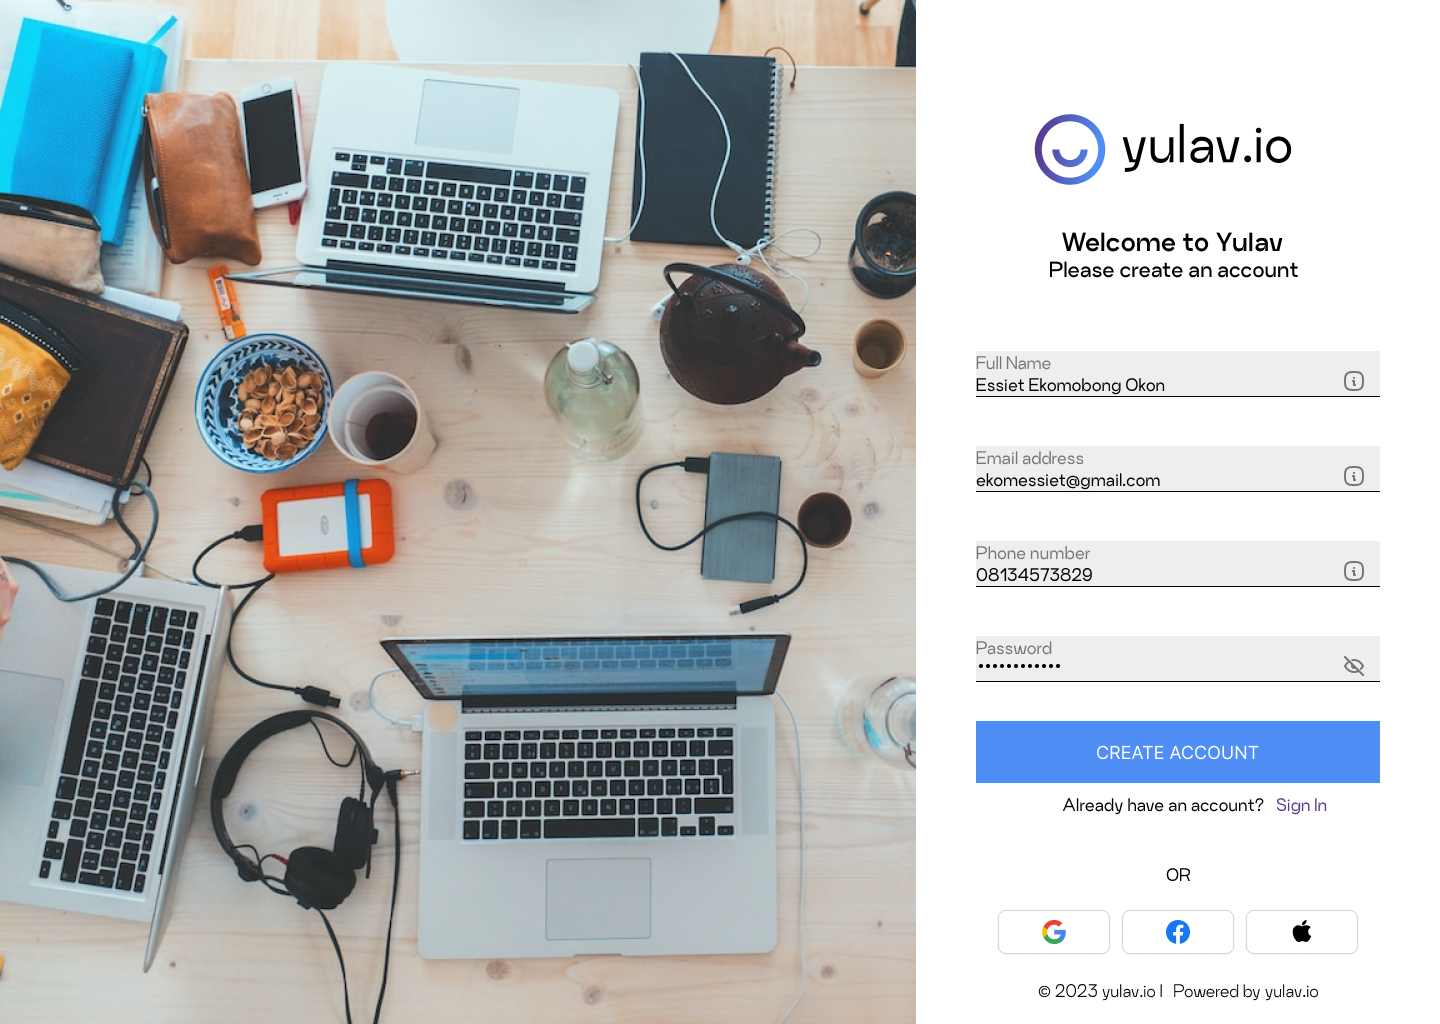 yulav.io
Welcome to Yulav
Please create an account
Full Name
Essiet Ekomobong Okon
Email address
ekomessiet@gmail.com
Phone number
08134573829
Password
••••••••••••
CREATE ACCOUNT
Already have an account? Sign In
OR
© 2023 yulav.io | Powered by yulav.io